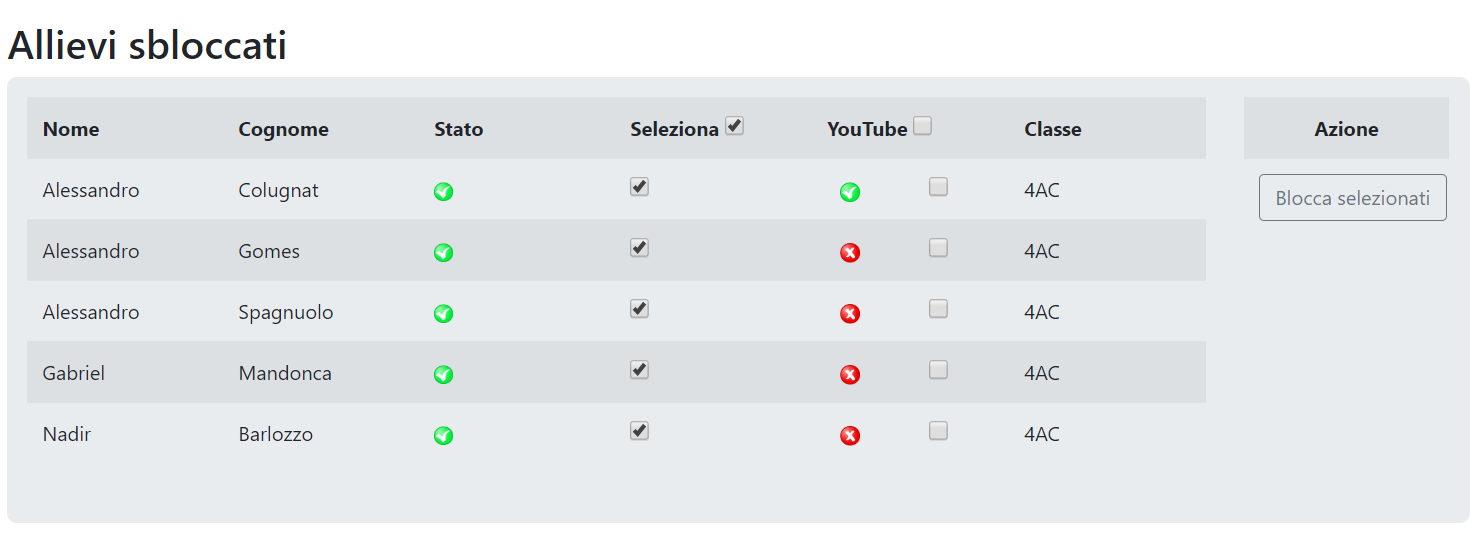 Allievi sbloccati
Nome Cognome Stato Seleziona YouTube Classe Azione
Alessandro Colugnat 4AC Blocca selezionati
Alessandro Gomes 4AC
Alessandro Spagnuolo 4AC
Gabriel Mandonca 4AC
Nadir Barlozzo 4AC